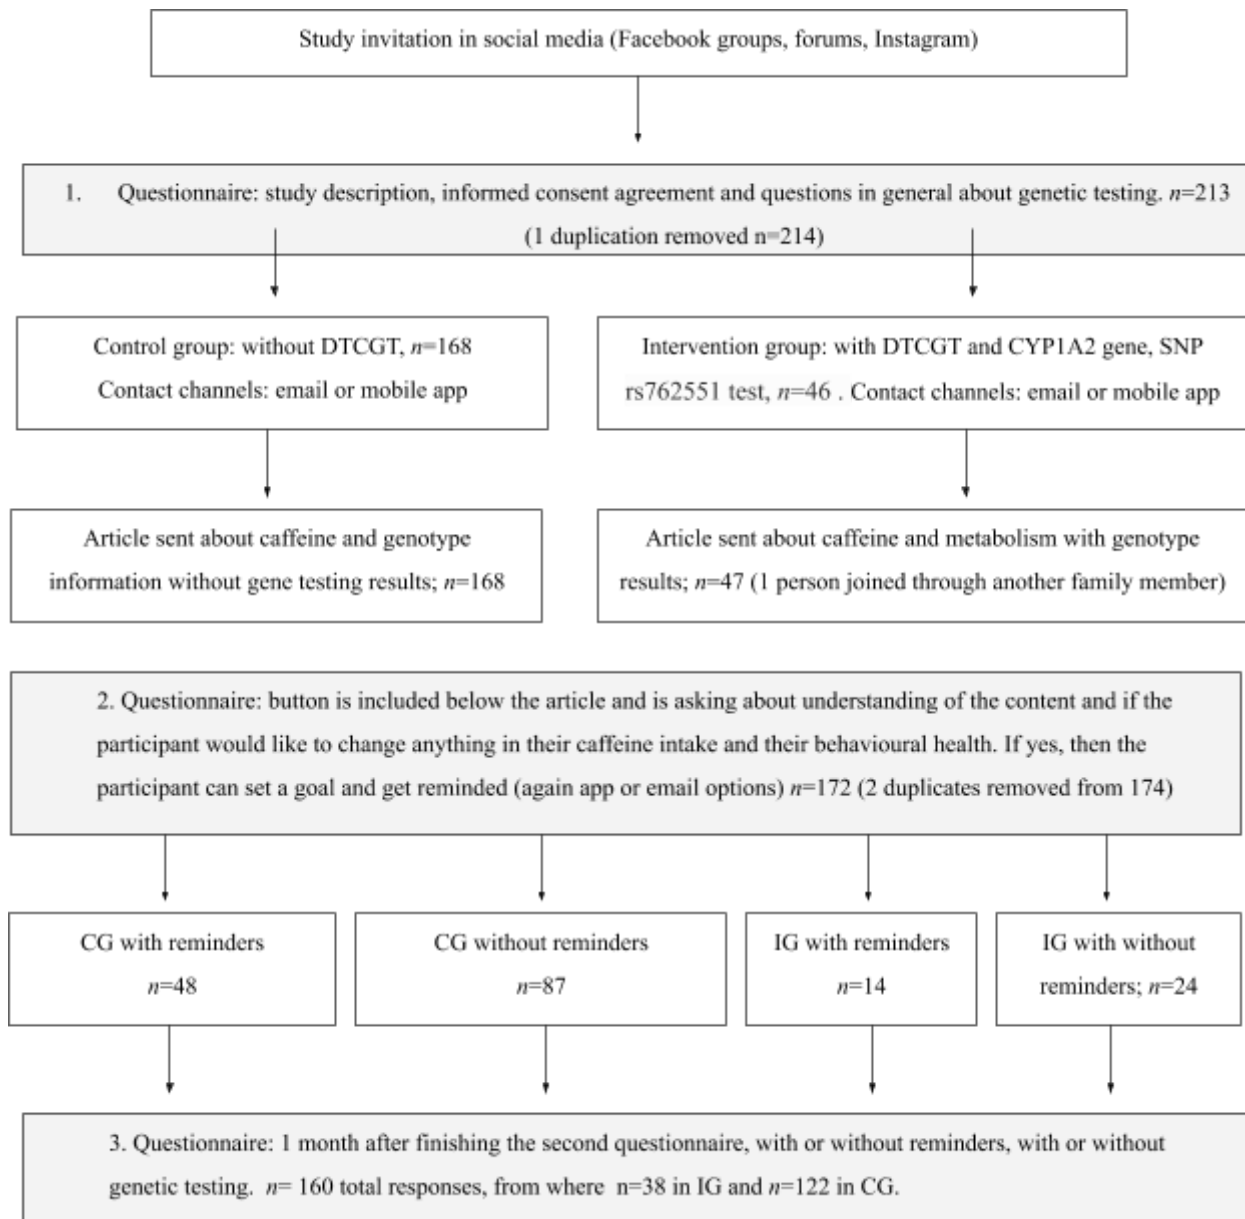 Study invitation in social media (Facebook groups, forums, Instagram)
1. Questionnaire: study description, informed consent agreement and questions in general about genetic testing. n=213
(1 duplication removed n=214)
Control group: without DTCGT, n=168
Contact channels: email or mobile app
Intervention group: with DTCGT and CYP1A2 gene, SNP
rs762551 test, n=46 . Contact channels: email or mobile app
Article sent about caffeine and genotype
information without gene testing results; n=168
Article sent about caffeine and metabolism with genotype
results; n=47 (1 person joined through another family member)
2. Questionnaire: button is included below the article and is asking about understanding of the content and if the
participant would like to change anything in their caffeine intake and their behavioural health. If yes, then the
participant can set a goal and get reminded (again app or email options) n=172 (2 duplicates removed from 174)
CG with reminders
n=48
CG without reminders
n=87
IG with reminders
n=14
IG with without
reminders; n=24
3. Questionnaire: 1 month after finishing the second questionnaire, with or without reminders, with or without
genetic testing. n= 160 total responses, from where n=38 in IG and n=122 in CG.